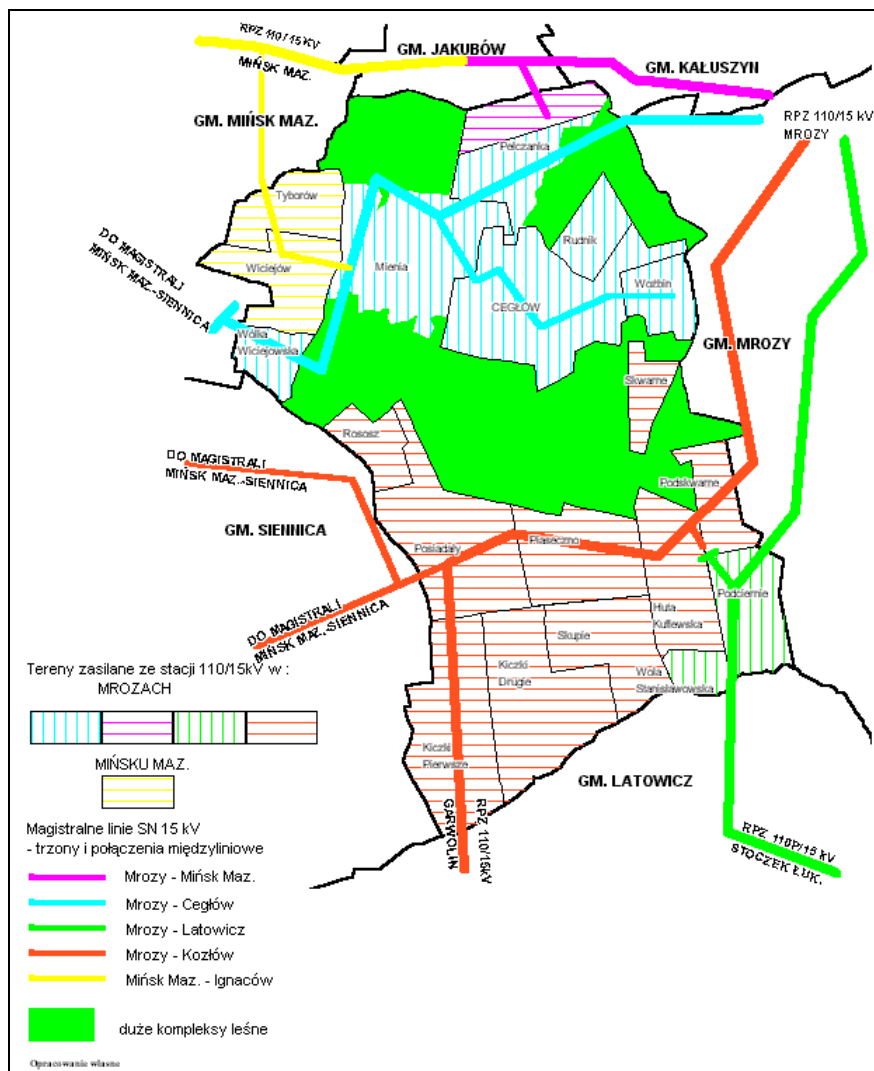 RPZ 110/15 KV
MIŃSK MAZ.
GM. JAKUBÓW
GM. KAŁUSZYN
GM. MIŃSK MAZ.
RPZ 110/15 kV
MROZY
Pełczanka
Tyborów
Rudnik
DO MAGISTRALI
MIŃSK MAZ.-SIENNICA
Wiciejów
Mienia
Woźbin
CEGŁÓW
Wólka
Wiciejowska
GM. MROZY
Skwarne
Rososz
DO MAGISTRALI
MIŃSK MAZ.-SIENNICA
Podskwarne
GM. SIENNICA
Posiadały
Piaseczno
DO MAGISTRALI
MIŃSK MAZ.-SIENNICA
Podciernie
Huta
Kuflewska
Skupie
Kiczki
Drugie
Wola
Stanisławowska
Kiczki
Pierwsze
GM. LATOWICZ
RPZ 110/15kV
GARWOLIN
RPZ 110P/15 kV
STOCZEK ŁUK.
Tereny zasilane ze stacji 110/15kV w :
MROZACH
MIŃSKU MAZ.
Magistralne linie SN 15 kV
- trzony i połączenia międzyliniowe
Mrozy - Mińsk Maz.
Mrozy - Cegłów
Mrozy - Latowicz
Mrozy - Kozłów
Mińsk Maz. - Ignaców
duże kompleksy leśne
Opracowanie własne